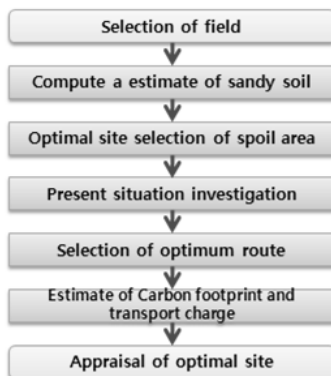 Selection of field
Compute a estimate of sandy soil
Optimal site selection of spoil area
Present situation investigation
Selection of optimum route
Estimate of Carbon footprint and
transport charge
Appraisal of optimal site